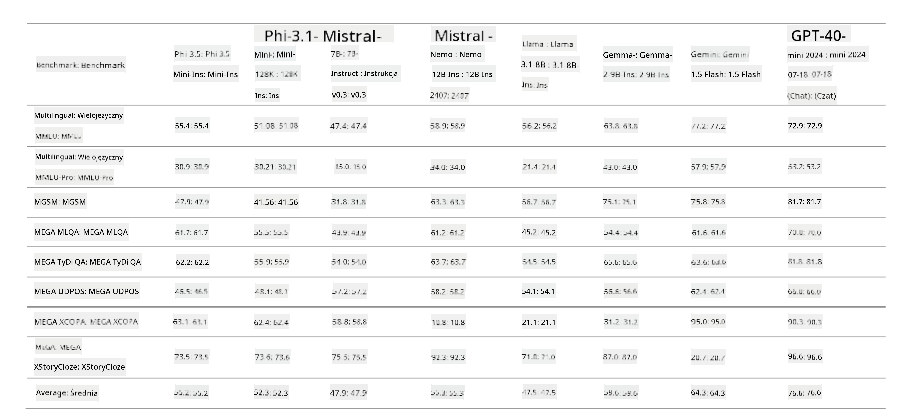 Phi-3.1- Mistral- Mistral - GPT-40-
Benchmark: Benchmark Phi 3.5: Phi 3.5 Mini-: Mini- 7B-: 7B- Nemo : Nemo Llama : Llama Gemma-: Gemma- Gemini: Gemini mini 2024 : mini 2024
Mini-Ins: Mini-Ins 128K : 128K Instruct : Instrukcja 12B Ins : 12B Ins 3.1 8B : 3.1 8B 2 9B Ins: 2 9B Ins 1.5 Flash: 1.5 Flash 07-18 07-18
Ins: Ins v0.3: v0.3 2407: 2407 Ins: Ins (Chat): (Czat)
Multilingual: Wielojęzyczny
MMLU: MMLU 55.4: 55.4 51.08: 51.08 47.4: 47.4 58.9: 58.9 56.2: 56.2 63.8: 63.8 77.2: 77.2 72.9: 72.9
Multilingual: Wielojęzyczny
MMLU-Pro: MMLU-Pro 30.9: 30.9 30.21: 30.21 15.0: 15.0 34.0: 34.0 21.4: 21.4 43.0: 43.0 57.9: 57.9 53.2: 53.2
MGSM: MGSM 47.9: 47.9 41.56: 41.56 31.8: 31.8 63.3: 63.3 56.7: 56.7 75.1: 75.1 75.8: 75.8 81.7: 81.7
MEGA MLQA: MEGA MLQA 61.7: 61.7 55.5: 55.5 43.9: 43.9 61.2: 61.2 45.2: 45.2 54.4: 54.4 61.6: 61.6 70.0: 70.0
MEGA TyDi QA: MEGA TyDi QA 62.2: 62.2 55.9: 55.9 54.0: 54.0 63.7: 63.7 54.5: 54.5 65.6: 65.6 63.6: 63.6 81.8: 81.8
MEGA UDPOS: MEGA UDPOS 46.5: 46.5 48.1: 48.1 57.2: 57.2 58.2: 58.2 54.1: 54.1 56.6: 56.6 62.4: 62.4 66.0: 66.0
MEGA XCOPA: MEGA XCOPA 63.1: 63.1 62.4: 62.4 58.8: 58.8 10.8: 10.8 21.1: 21.1 31.2: 31.2 95.0: 95.0 90.3: 90.3
MEGA: MEGA
XStoryCloze: XStoryCloze 73.5: 73.5 73.6: 73.6 75.5: 75.5 92.3: 92.3 71.8: 71.0 87.0: 87.0 20.7: 20.7 96.6: 96.6
Average: Średnia 55.2: 55.2 52.3: 52.3 47.9: 47.9 55.3: 55.3 47.5: 47.5 59.6: 59.6 64.3: 64.3 76.6: 76.6